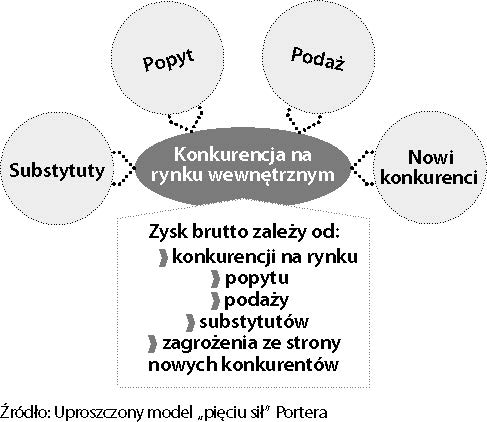 Popyt
Podaż
Substytuty
Konkurencja na
rynku wewnętrznym
Nowi
konkurenci
Zysk brutto zależy od:
❫ konkurencji na rynku
❫ popytu
❫ podaży
❫ substytutów
❫ zagrożenia ze strony
nowych konkurentów
Źródło: Uproszczony model „pięciu sił” Portera